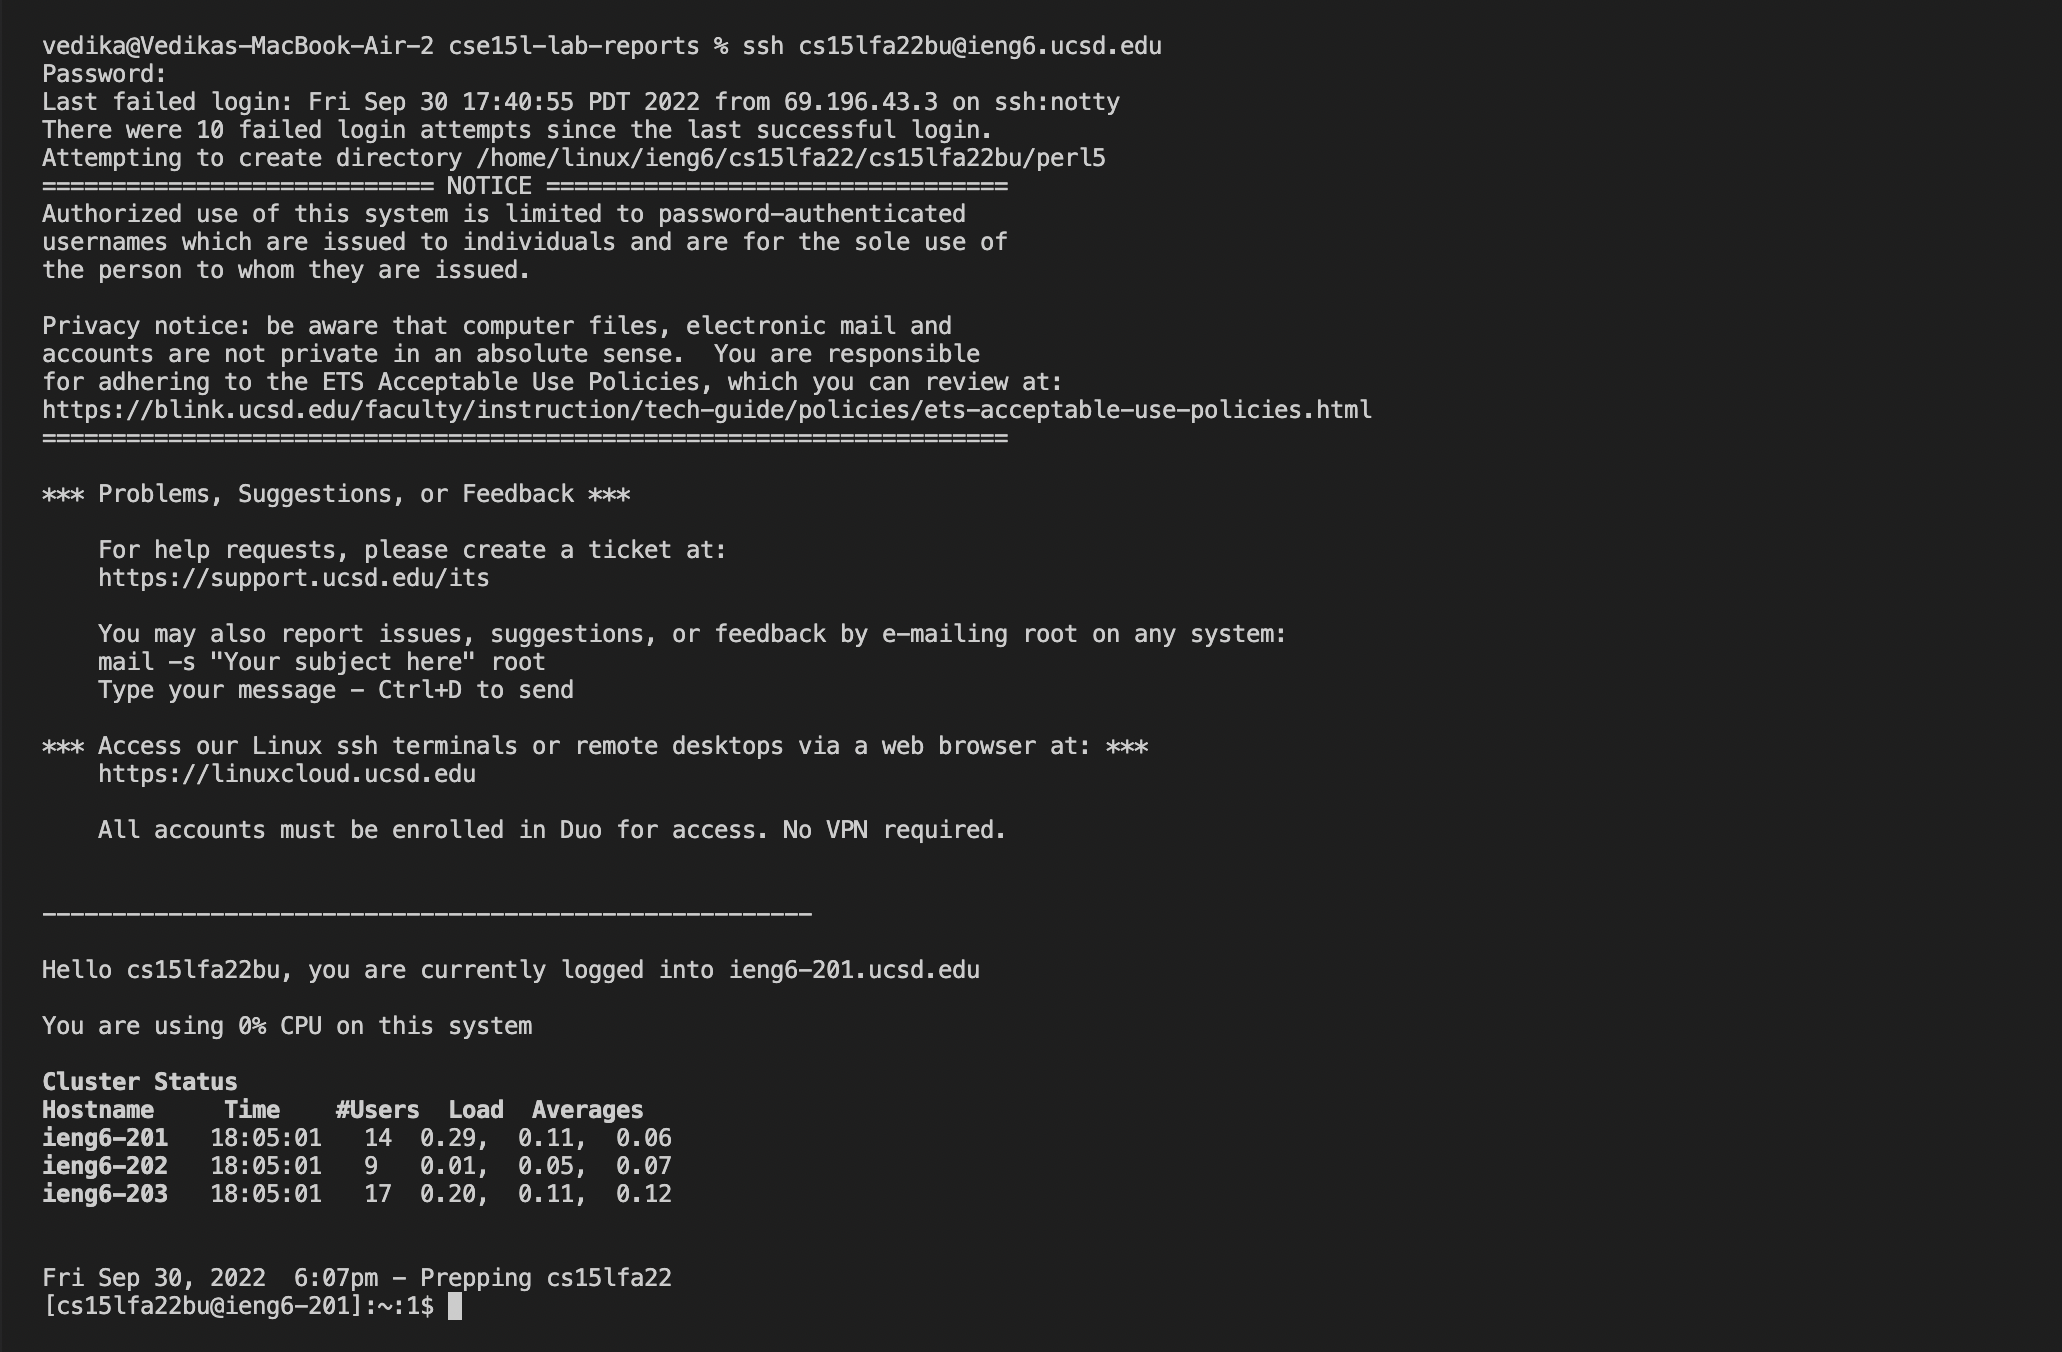 vedika@Vedikas-MacBook-Air-2 cse15l-lab-reports % ssh cs15lfa22bu@ieng6.ucsd.edu
Password:
Last failed login: Fri Sep 30 17:40:55 PDT 2022 from 69.196.43.3 on ssh:notty
There were 10 failed login attempts since the last successful login.
Attempting to create directory /home/linux/ieng6/cs15lfa22/cs15lfa22bu/perl5
============================ NOTICE =================================
Authorized use of this system is limited to password-authenticated
usernames which are issued to individuals and are for the sole use of
the person to whom they are issued.

Privacy notice: be aware that computer files, electronic mail and
accounts are not private in an absolute sense.  You are responsible
for adhering to the ETS Acceptable Use Policies, which you can review at:
https://blink.ucsd.edu/faculty/instruction/tech-guide/policies/ets-acceptable-use-policies.html
=====================================================================

*** Problems, Suggestions, or Feedback ***

    For help requests, please create a ticket at:
    https://support.ucsd.edu/its

    You may also report issues, suggestions, or feedback by e-mailing root on any system:
    mail -s "Your subject here" root
    Type your message - Ctrl+D to send

*** Access our Linux ssh terminals or remote desktops via a web browser at: ***
    https://linuxcloud.ucsd.edu

    All accounts must be enrolled in Duo for access. No VPN required.


-------------------------------------------------------

Hello cs15lfa22bu, you are currently logged into ieng6-201.ucsd.edu

You are using 0% CPU on this system

Cluster Status
Hostname     Time    #Users  Load  Averages
ieng6-201   18:05:01   14  0.29,  0.11,  0.06
ieng6-202   18:05:01   9   0.01,  0.05,  0.07
ieng6-203   18:05:01   17  0.20,  0.11,  0.12


Fri Sep 30, 2022  6:07pm - Prepping cs15lfa22
[cs15lfa22bu@ieng6-201]:~:1$